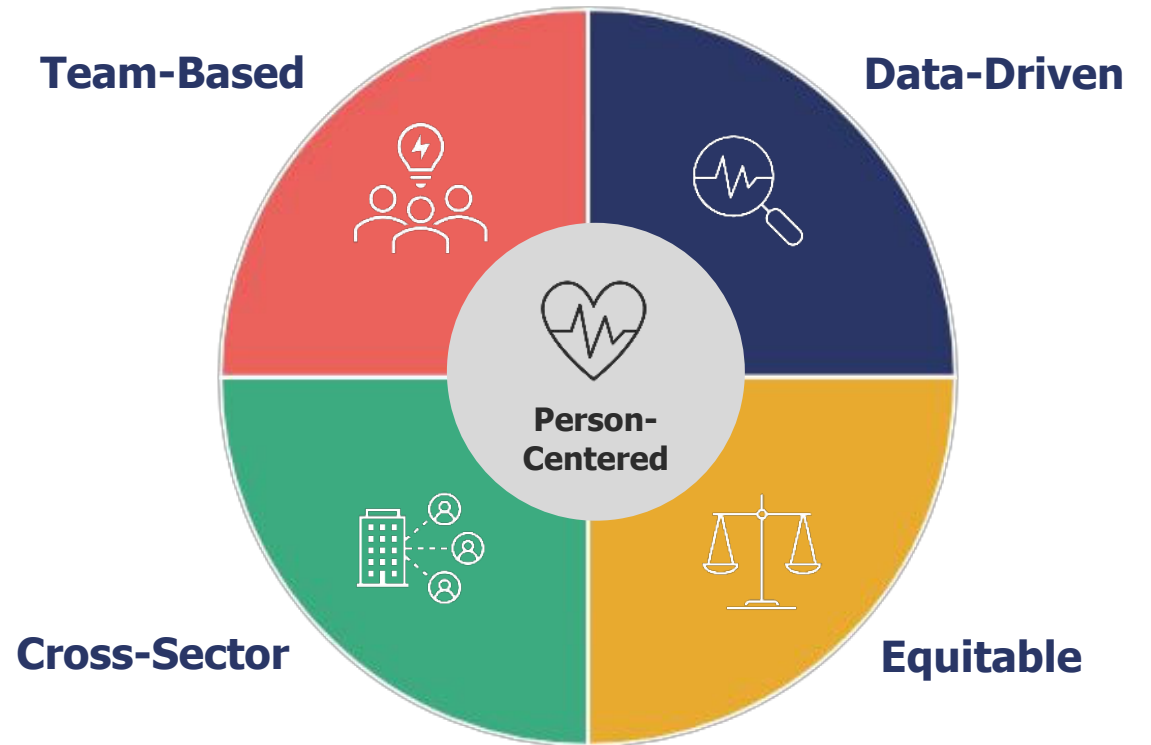 Team-Based
Data-Driven
Person-
Centered
Cross-Sector
Equitable